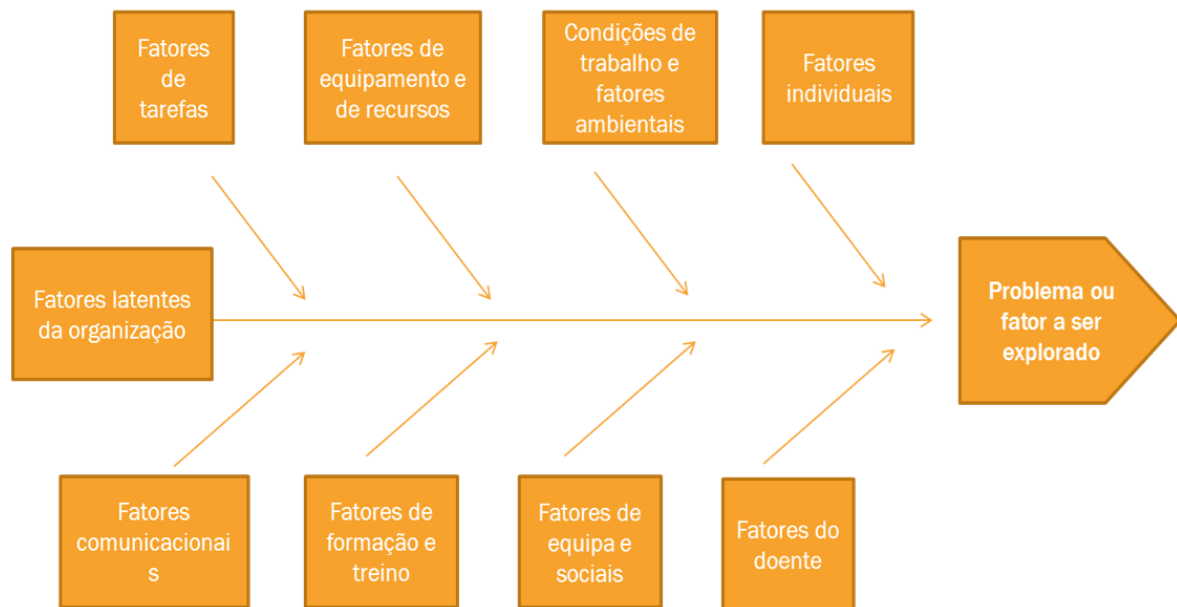 Fatores
de
tarefas
Fatores de
equipamento e
de recursos
Condições de
trabalho e
fatores
ambientais
Fatores
individuais
Fatores latentes
da organização
Problema ou
fator a ser
explorado
Fatores
comunicacionai
s
Fatores de
formação e
treino
Fatores de
equipa e
sociais
Fatores do
doente